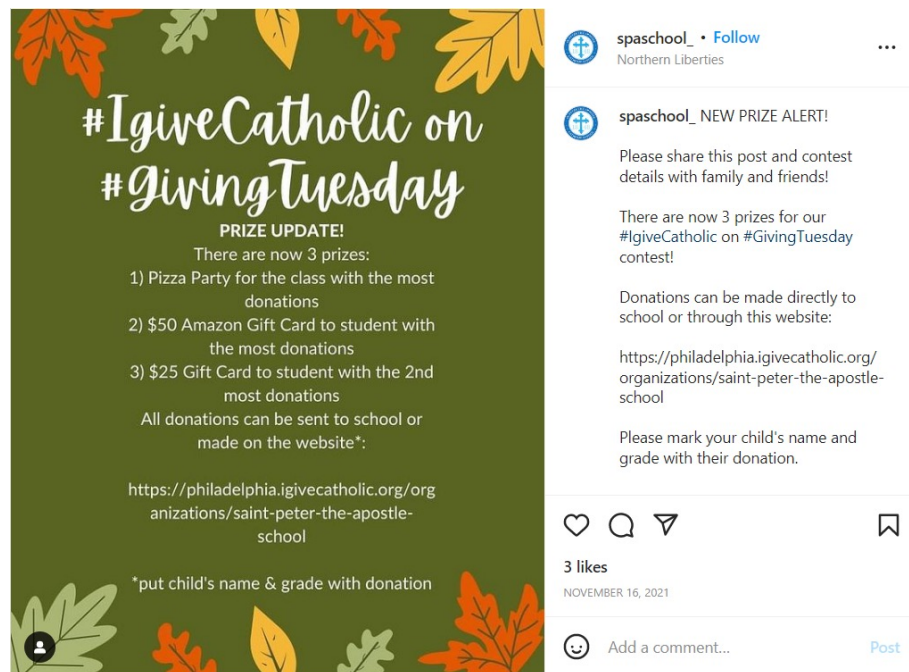 #IgiveCatholic on
#givingTuesday
PRIZE UPDATE!
There are now 3 prizes:
1) Pizza Party for the class with the most
donations
2) $50 Amazon Gift Card to student with
the most donations
3) $25 Gift Card to student with the 2nd
most donations
All donations can be sent to school or
made on the website*:
https://philadelphia.igivecatholic.org/org
anizations/saint-peter-the-apostle-
school
*put child's name & grade with donation
spaschool_ • Follow
Northern Liberties
spaschool_ NEW PRIZE ALERT!
Please share this post and contest
details with family and friends!
There are now 3 prizes for our
#IgiveCatholic on #GivingTuesday
contest!
Donations can be made directly to
school or through this website:
https://philadelphia.igivecatholic.org/
organizations/saint-peter-the-apostle-
school
Please mark your child's name and
grade with their donation.
3 likes
NOVEMBER 16, 2021
Add a comment...
Post